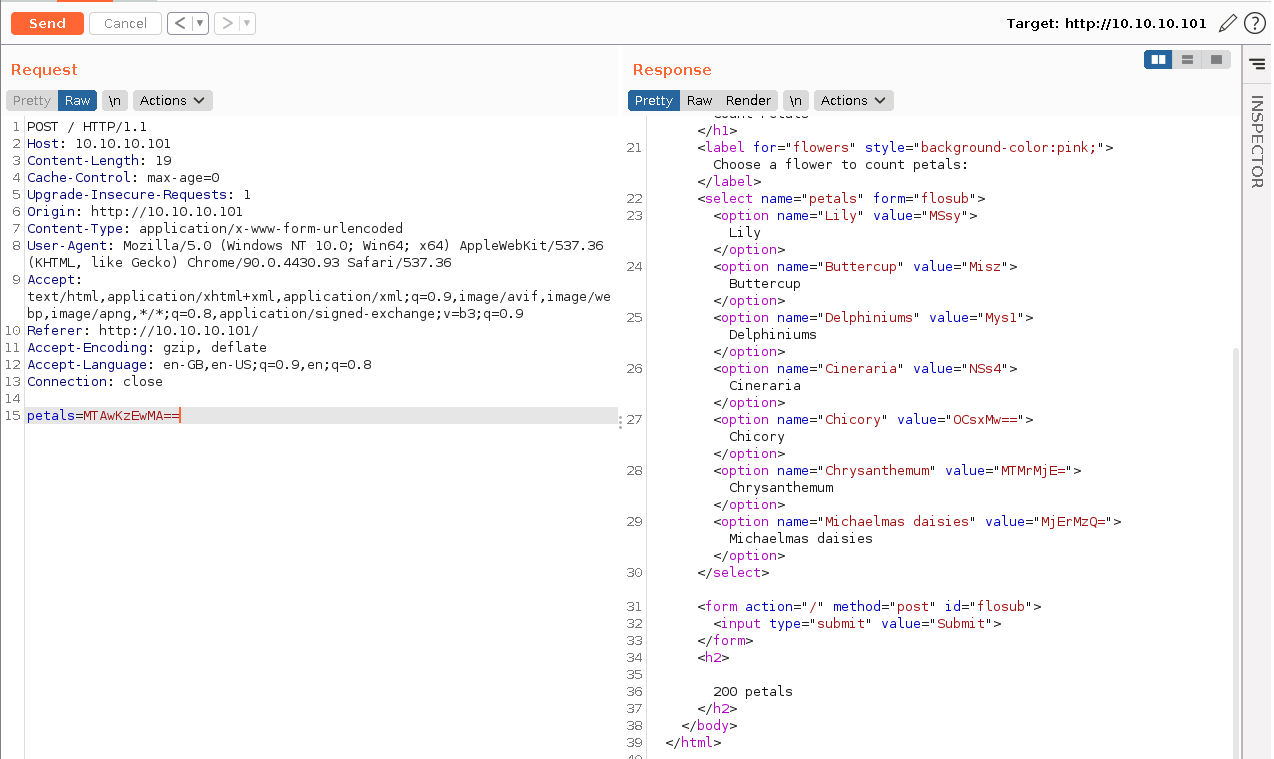 Send Cancel < ▼ > ▼ Target: http://10.10.10.101
Request
Pretty Raw \n Actions
1 POST / HTTP/1.1
2 Host: 10.10.10.101
3 Content-Length: 19
4 Cache-Control: max-age=0
5 Upgrade-Insecure-Requests: 1
6 Origin: http://10.10.10.101
7 Content-Type: application/x-www-form-urlencoded
8 User-Agent: Mozilla/5.0 (Windows NT 10.0; Win64; x64) AppleWebKit/537.36
(KHTML, like Gecko) Chrome/90.0.4430.93 Safari/537.36
9 Accept:
text/html,application/xhtml+xml,application/xml;q=0.9,image/avif,image/we
bp,image/apng,*/*;q=0.8,application/signed-exchange;v=b3;q=0.9
10 Referer: http://10.10.10.101/
11 Accept-Encoding: gzip, deflate
12 Accept-Language: en-GB,en-US;q=0.9,en;q=0.8
13 Connection: close
14
15 petals=MTAwKzEwMA==
Response
Pretty Raw Render \n Actions
Count Petals
</h1>
21 <label for="flowers" style="background-color:pink;">
Choose a flower to count petals:
</label>
22 <select name="petals" form="flosub">
23 <option name="Lily" value="MSsy">
Lily
</option>
24 <option name="Buttercup" value="Misz">
Buttercup
</option>
25 <option name="Delphiniums" value="Mys1">
Delphiniums
</option>
26 <option name="Cineraria" value="NSs4">
Cineraria
</option>
27 <option name="Chicory" value="OCsxMw==">
Chicory
</option>
28 <option name="Chrysanthemum" value="MTMrMjE=">
Chrysanthemum
</option>
29 <option name="Michaelmas daisies" value="MjErMzQ=">
Michaelmas daisies
</option>
30 </select>
31 <form action="/" method="post" id="flosub">
32 <input type="submit" value="Submit">
33 </form>
34 <h2>
35
36 200 petals
37 </h2>
38 </body>
39 </html>
40
INSPECTOR